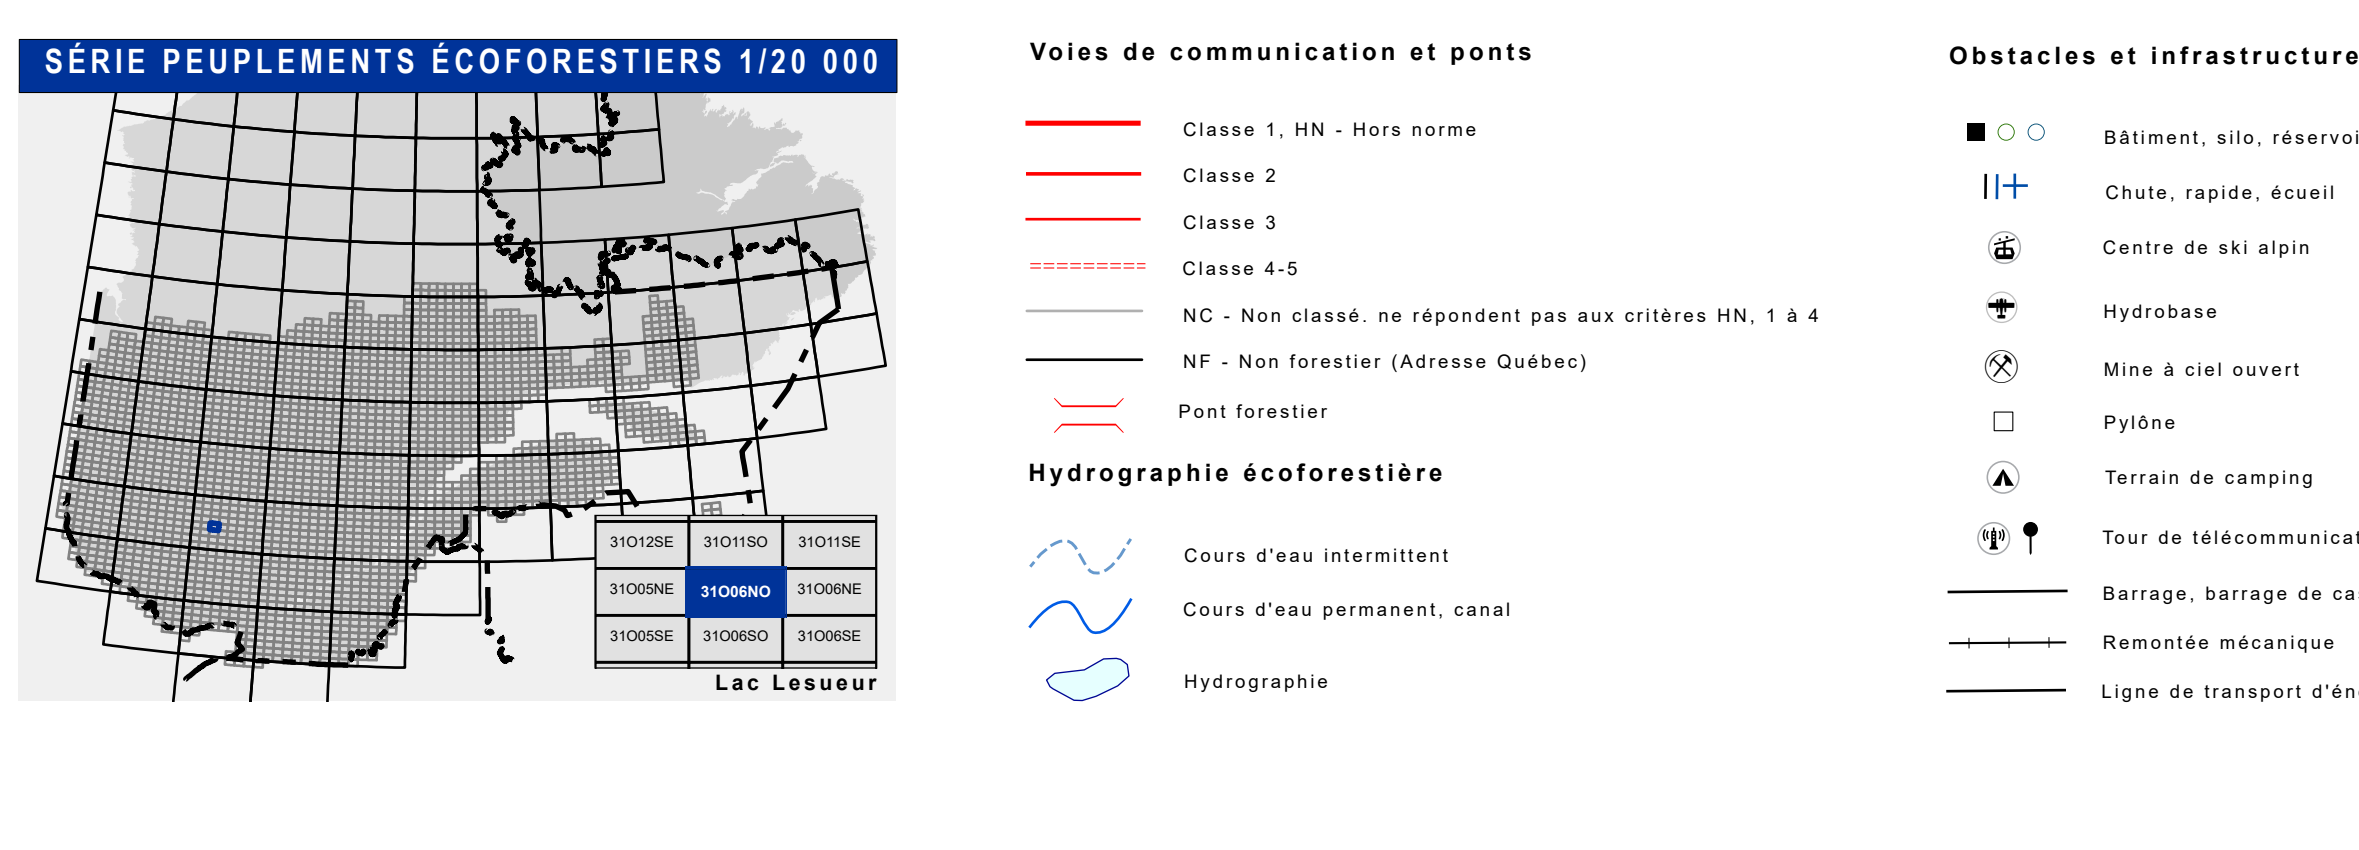 SÉRIE PEUPLEMENTS ÉCOFORESTIERS 1/20 000
31O12SE 31O11SO 31O11SE
31O05NE 31O06NO 31O06NE
31O05SE 31O06SO 31O06SE
Lac Lesueur
Voies de communication et ponts
Classe 1, HN - Hors norme
Classe 2
Classe 3
Classe 4-5
NC - Non classé. ne répondent pas aux critères HN, 1 à 4
NF - Non forestier (Adresse Québec)
Pont forestier
Hydrographie écoforestière
Cours d'eau intermittent
Cours d'eau permanent, canal
Hydrographie
Obstacles et infrastructure
Bâtiment, silo, réservoi
Chute, rapide, écueil
Centre de ski alpin
Hydrobase
Mine à ciel ouvert
Pylône
Terrain de camping
Tour de télécommunicat
Barrage, barrage de ca
Remontée mécanique
Ligne de transport d'én